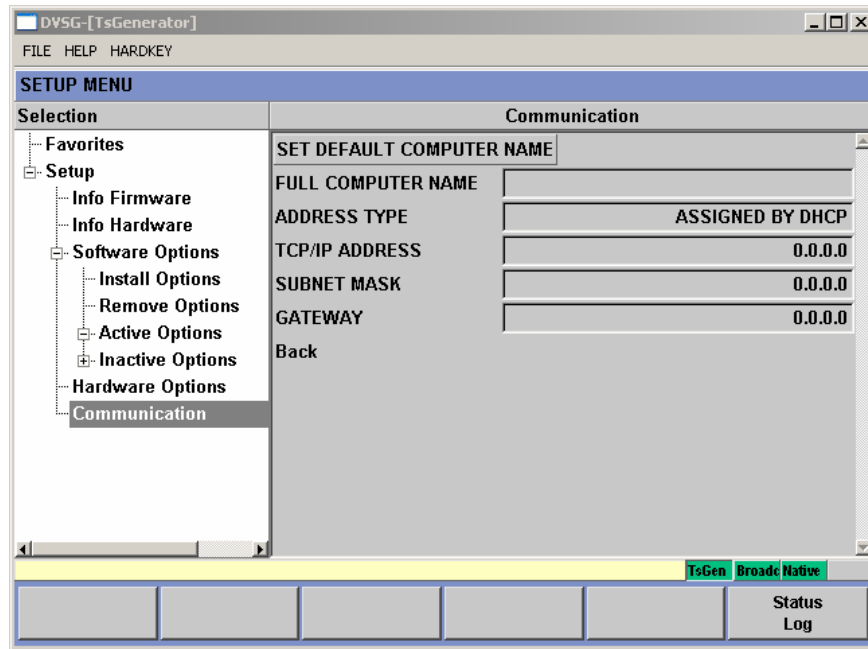 DVSG-[TsGenerator]
FILE HELP HARDKEY
SETUP MENU
Selection
Communication
Favorites
Setup
Info Firmware
Info Hardware
Software Options
Install Options
Remove Options
Active Options
Inactive Options
Hardware Options
Communication
SET DEFAULT COMPUTER NAME
FULL COMPUTER NAME
ADDRESS TYPE ASSIGNED BY DHCP
TCP/IP ADDRESS 0.0.0.0
SUBNET MASK 0.0.0.0
GATEWAY 0.0.0.0
Back
TsGen Broadc Native
Status
Log